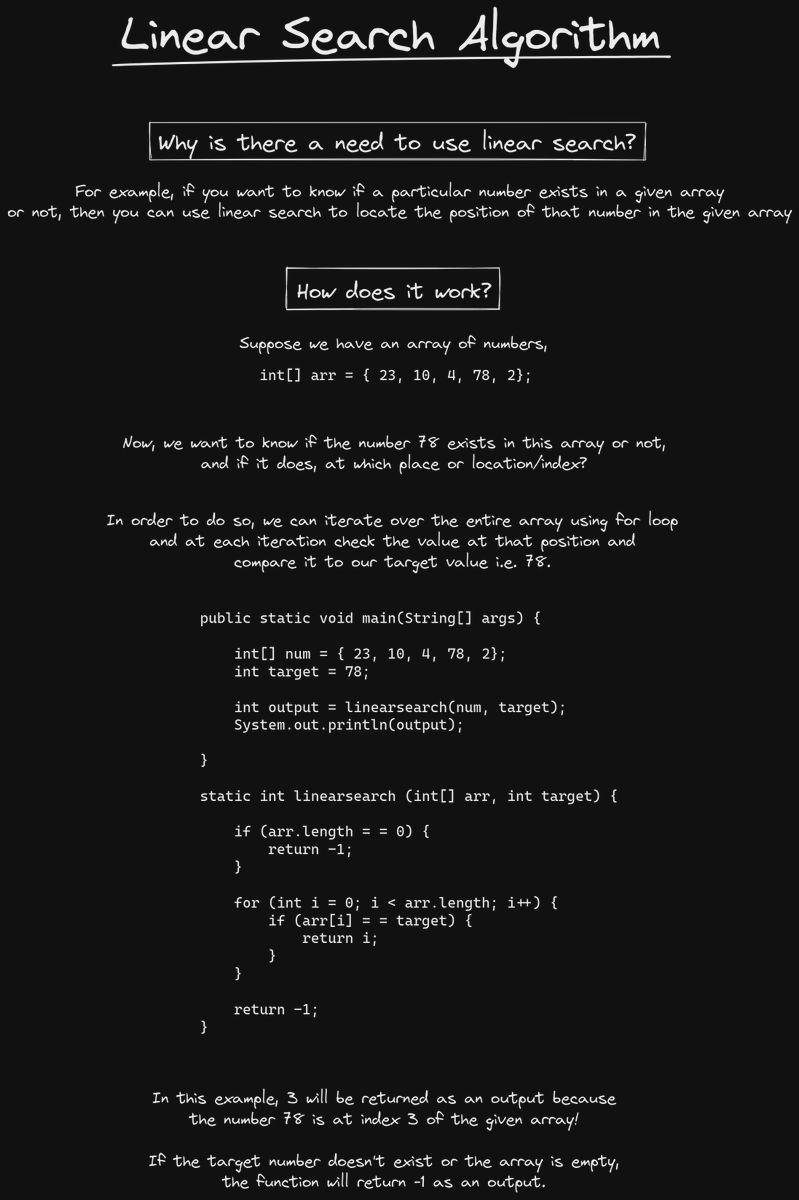 Linear Search Algorithm
Why is there a need to use linear search?
For example, if you want to know if a particular number exists in a given array
or not, then you can use linear search to locate the position of that number in the given array
How does it work?
Suppose we have an array of numbers,
int[] arr = { 23, 10, 4, 78, 2};
Now, we want to know if the number 78 exists in this array or not,
and if it does, at which place or location/index?
In order to do so, we can iterate over the entire array using for loop
and at each iteration check the value at that position and
compare it to our target value i.e. 78.
public static void main(String[] args) {
int[] num = { 23, 10, 4, 78, 2};
int target = 78;
int output = linearsearch(num, target);
System.out.println(output);
}
static int linearsearch (int[] arr, int target) {
if (arr.length = = 0) {
return -1;
}
for (int i = 0; i < arr.length; i++) {
if (arr[i] = = target) {
return i;
}
}
return -1;
}
In this example, 3 will be returned as an output because
the number 78 is at index 3 of the given array!
If the target number doesn't exist or the array is empty,
the function will return -1 as an output.